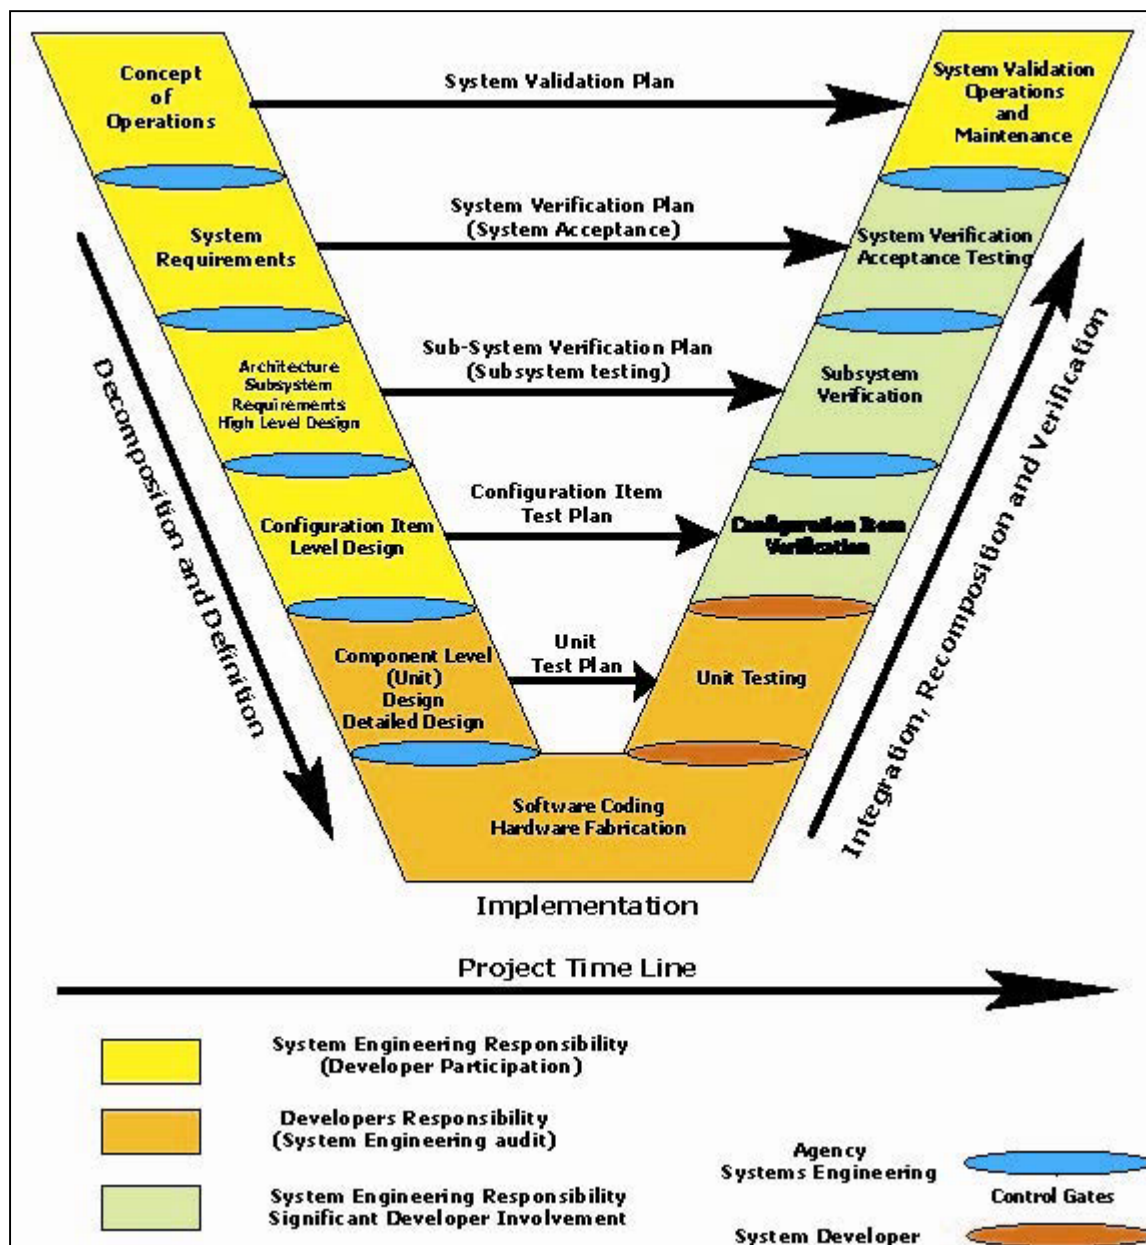 Concept
of
Operations
System Validation Plan
System Validation
Operations
and
Maintenance
System
Requirements
System Verification Plan
(System Acceptance)
System Verification
Acceptance Testing
Architecture
Subsystem
Requirements
High Level Design
Sub-System Verification Plan
(Subsystem testing)
Subsystem
Verification
Configuration Item
Level Design
Configuration Item
Test Plan
Configuration Item
Verification
Component Level
(Unit)
Design
Detailed Design
Unit
Test Plan
Unit Testing
Decomposition and Definition
Integration, Recomposition and Verification
Software Coding
Hardware Fabrication
Implementation
Project Time Line
System Engineering Responsibility
(Developer Participation)
Developers Responsibility
(System Engineering audit)
System Engineering Responsibility
Significant Developer Involvement
Agency
Systems Engineering
Control Gates
System Developer